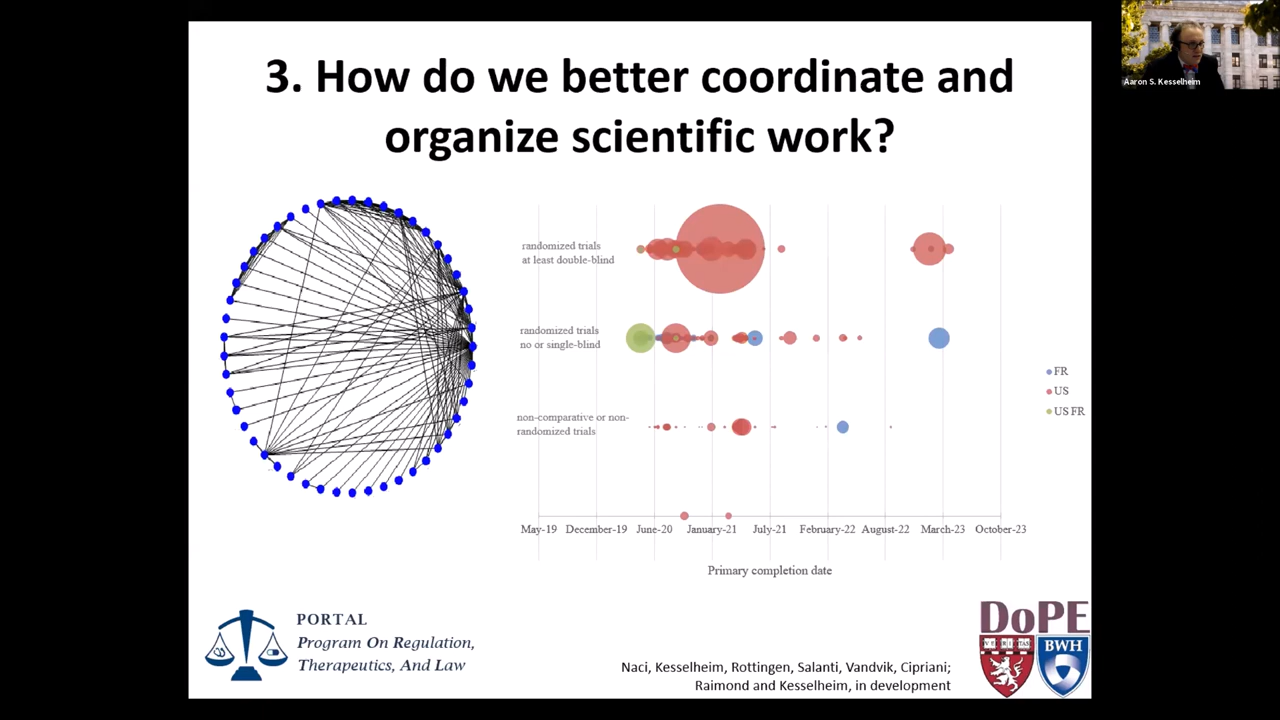 3. How do we better coordinate and
organize scientific work?
Aaron S. Kesselheim
randomized trials
at least double-blind
randomized trials
no or single-blind
non-comparative or non-
randomized trials
FR
US
US FR
May-19 December-19 June-20 January-21 July-21 February-22 August-22 March-23 October-23
Primary completion date
PORTAL
Program On Regulation,
Therapeutics, And Law
Naci, Kesselheim, Rottingen, Salanti, Vandvik, Cipriani;
Raimond and Kesselheim, in development
DoPE
BWH